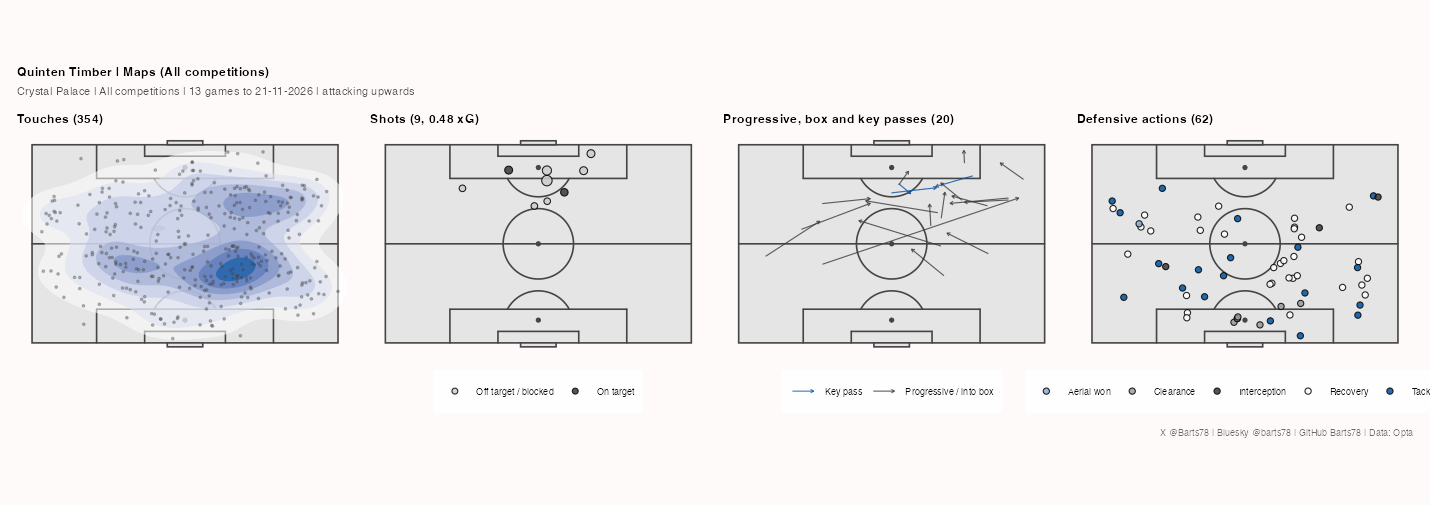 Quinten Timber | Maps (All competitions)
Crystal Palace | All competitions | 13 games to 21-11-2026 | attacking upwards
Touches (354)
Shots (9, 0.48 xG)
Progressive, box and key passes (20)
Defensive actions (62)
Off target / blocked
On target
Key pass
Progressive / into box
Aerial won
Clearance
Interception
Recovery
Tack
X @Barts78 | Bluesky @barts78 | GitHub Barts78 | Data: Opta